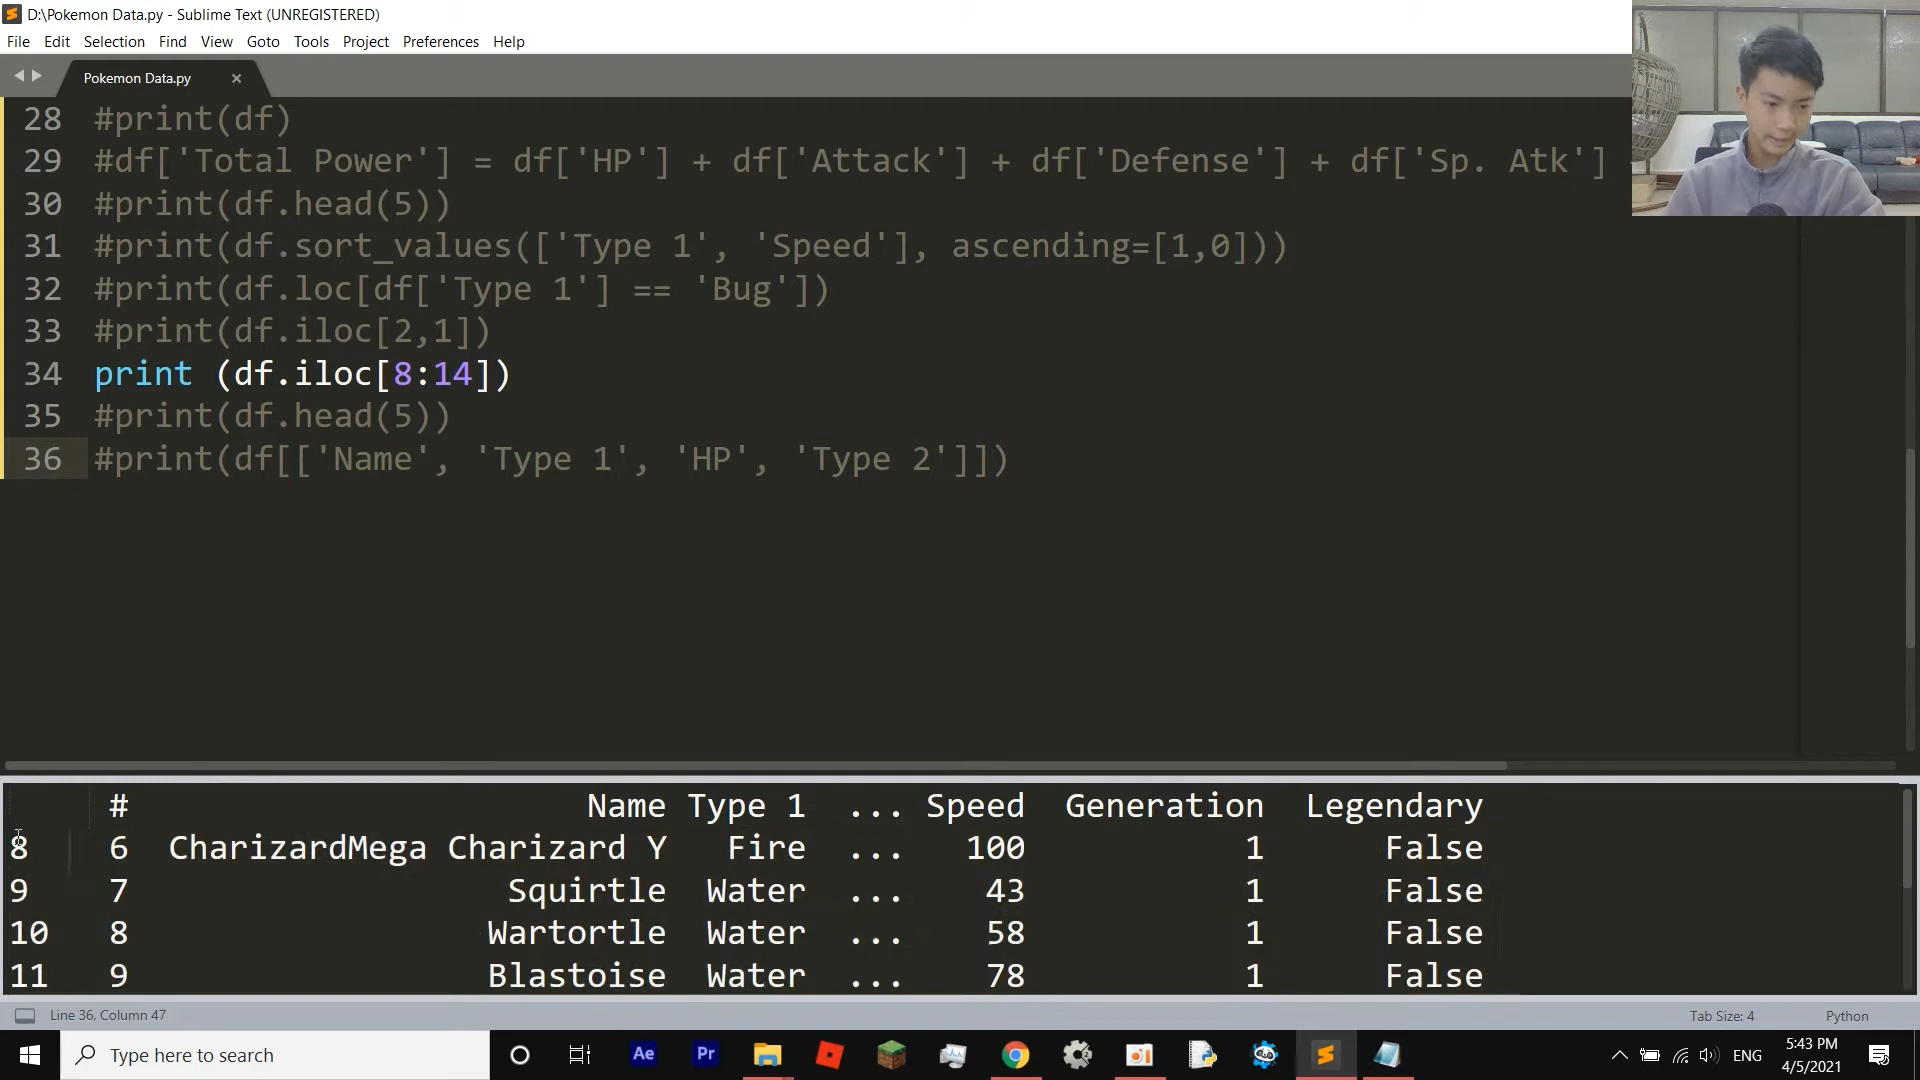 D:\Pokemon Data.py - Sublime Text (UNREGISTERED)
File Edit Selection Find View Goto Tools Project Preferences Help
Pokemon Data.py ×
28 #print(df)
29 #df['Total Power'] = df['HP'] + df['Attack'] + df['Defense'] + df['Sp. Atk']
30 #print(df.head(5))
31 #print(df.sort_values(['Type 1', 'Speed'], ascending=[1,0]))
32 #print(df.loc[df['Type 1'] == 'Bug'])
33 #print(df.iloc[2,1])
34 print (df.iloc[8:14])
35 #print(df.head(5))
36 #print(df[['Name', 'Type 1', 'HP', 'Type 2']])
# Name Type 1 ... Speed Generation Legendary
8 6 CharizardMega Charizard Y Fire ... 100 1 False
9 7 Squirtle Water ... 43 1 False
10 8 Wartortle Water ... 58 1 False
11 9 Blastoise Water ... 78 1 False
Line 36, Column 47 Tab Size: 4 Python
Type here to search Ae Pr ENG 5:43 PM
4/5/2021